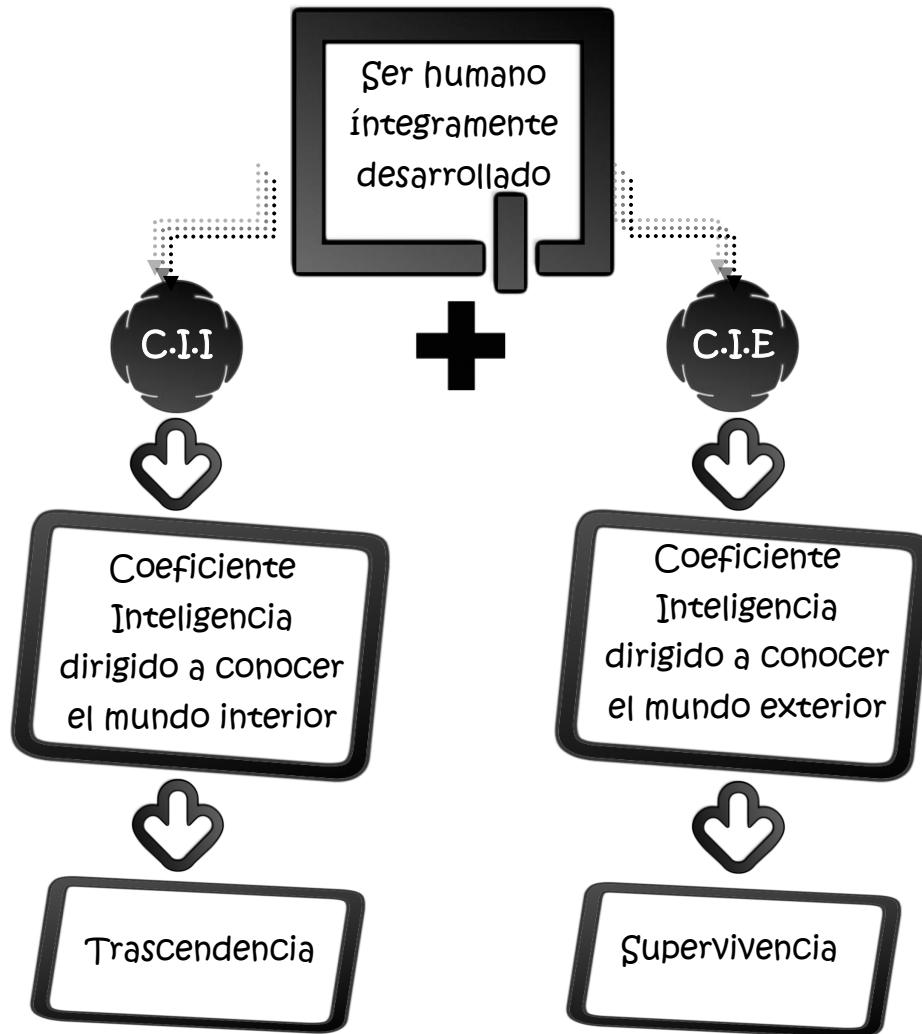 Ser humano
íntegramente
desarrollado
C.I.I
C.I.E
Coeficiente
Inteligencia
dirigido a conocer
el mundo interior
Coeficiente
Inteligencia
dirigido a conocer
el mundo exterior
Trascendencia
Supervivencia